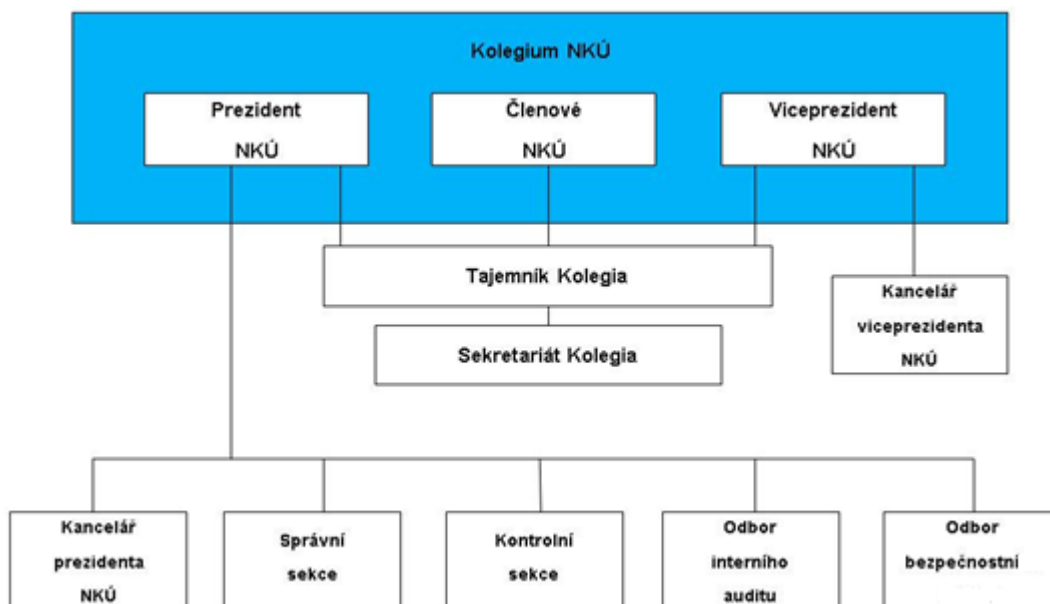 Kolegium NKÚ
Prezident
NKÚ
Členové
NKÚ
Viceprezident
NKÚ
Tajemník Kolegia
Sekretariát Kolegia
Kancelář
viceprezidenta
NKÚ
Kancelář
prezidenta
NKÚ
Správní
sekce
Kontrolní
sekce
Odbor
interního
auditu
Odbor
bezpečnostní